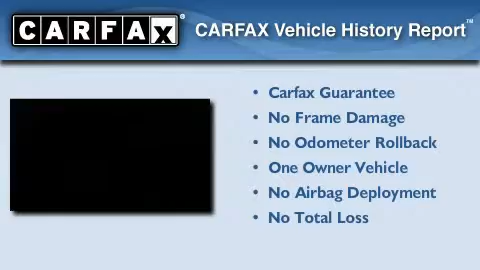 CARFAX® CARFAX Vehicle History Report™
• Carfax Guarantee
• No Frame Damage
• No Odometer Rollback
• One Owner Vehicle
• No Airbag Deployment
• No Total Loss